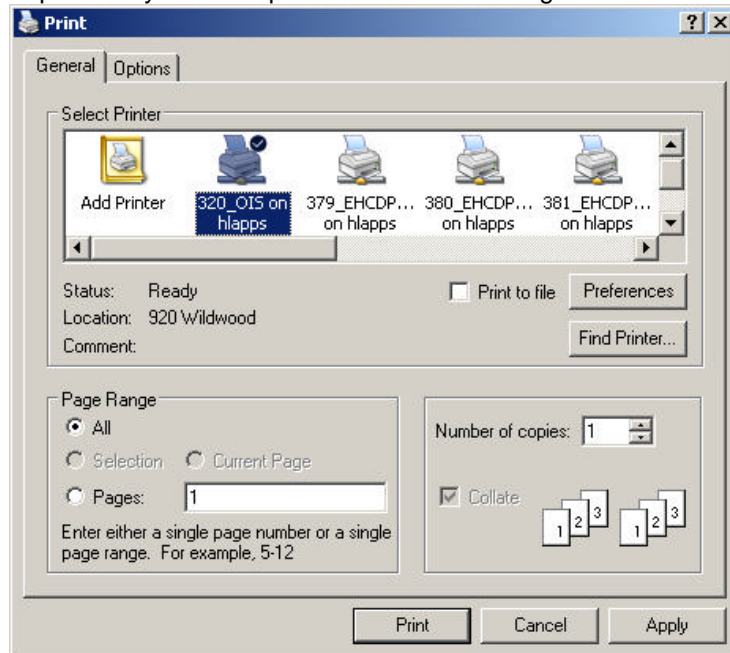 Print
General Options
Select Printer
Add Printer
320_OIS on hlapps
379_EHCDP... on hlapps
380_EHCDP... on hlapps
381_EHCDP... on hlapps
Status: Ready
Location: 920 Wildwood
Comment:
Print to file
Preferences
Find Printer...
Page Range
All
Selection Current Page
Pages: 1
Enter either a single page number or a single
page range. For example, 5-12
Number of copies: 1
Collate
1 2 3 1 2 3
Print Cancel Apply